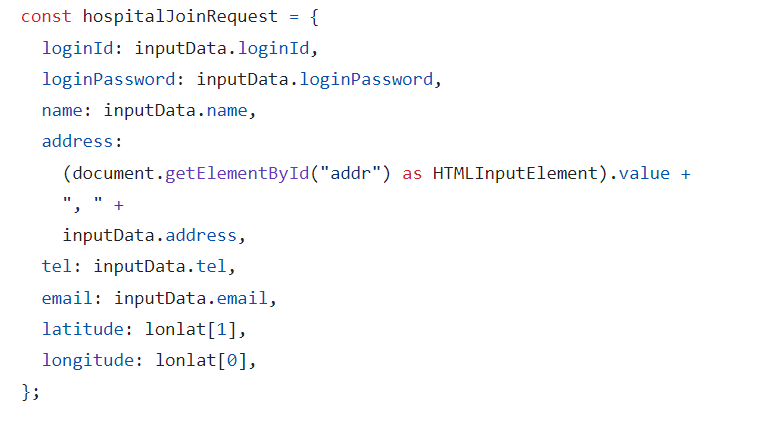 const hospitalJoinRequest = {
  loginId: inputData.loginId,
  loginPassword: inputData.loginPassword,
  name: inputData.name,
  address:
    (document.getElementById("addr") as HTMLInputElement).value +
    ", " +
    inputData.address,
  tel: inputData.tel,
  email: inputData.email,
  latitude: lonlat[1],
  longitude: lonlat[0],
};